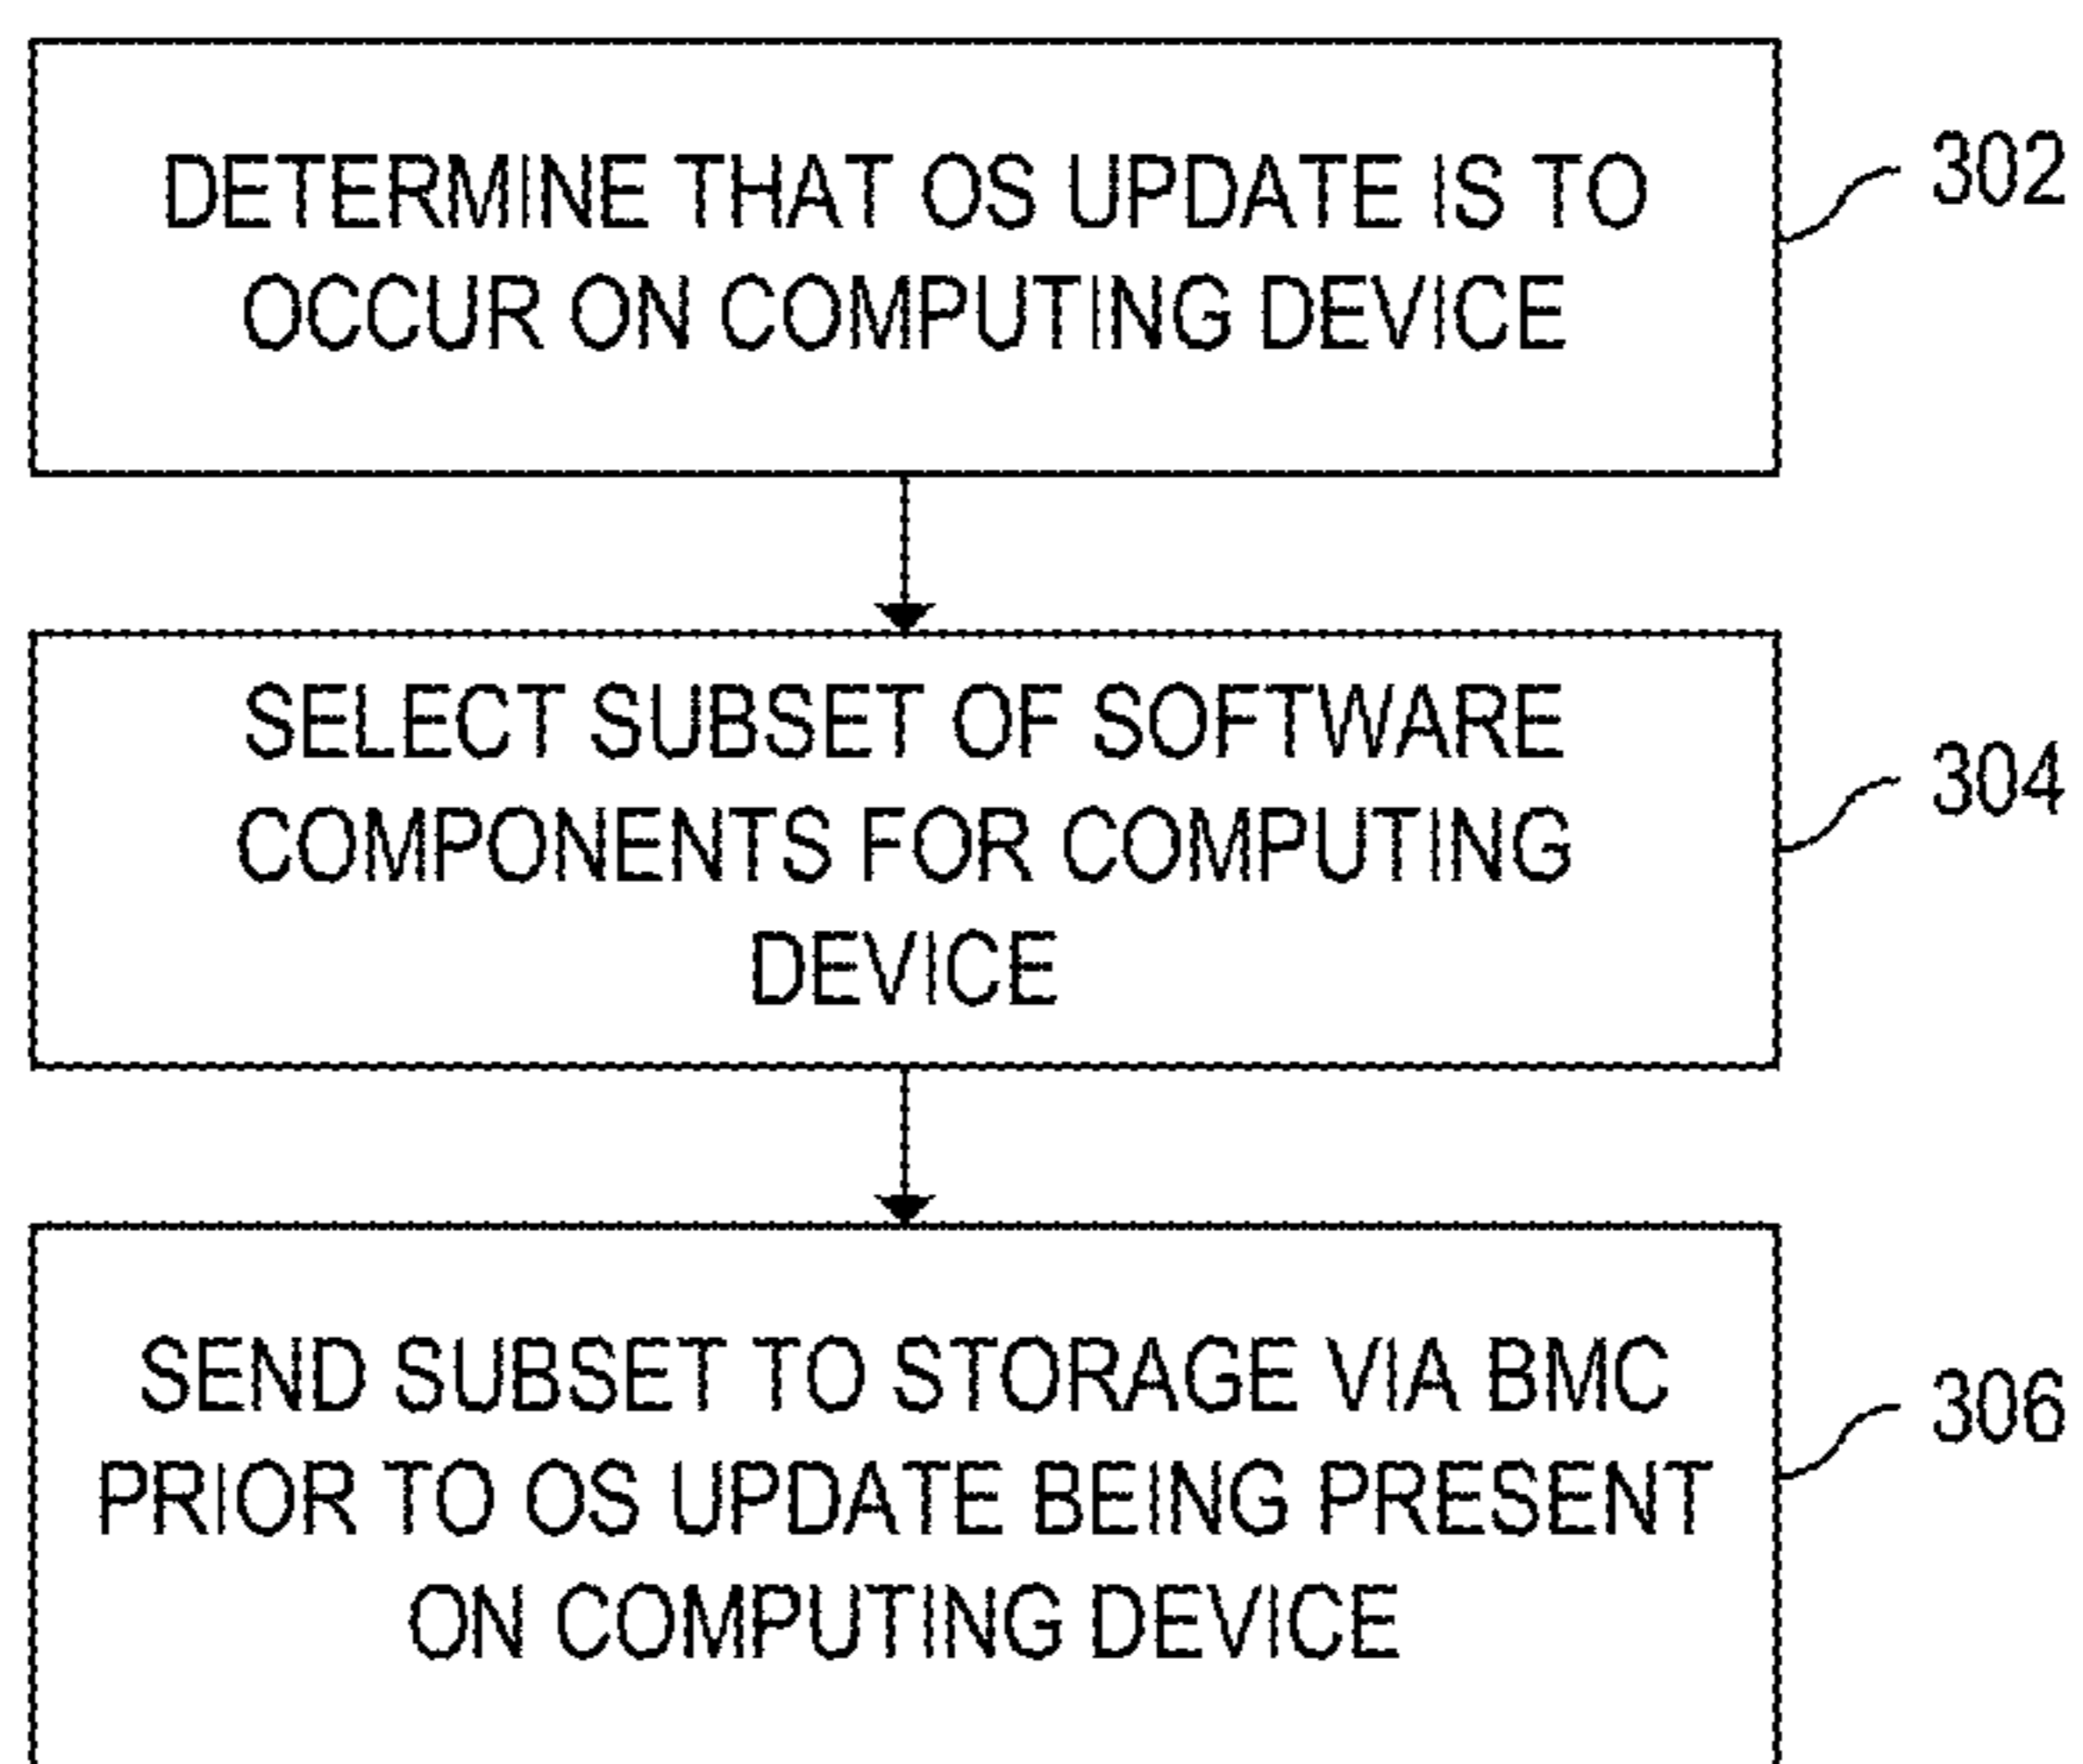 DETERMINE THAT OS UPDATE IS TO
OCCUR ON COMPUTING DEVICE
302
SELECT SUBSET OF SOFTWARE
COMPONENTS FOR COMPUTING
DEVICE
304
SEND SUBSET TO STORAGE VIA BMC
PRIOR TO OS UPDATE BEING PRESENT
ON COMPUTING DEVICE
306